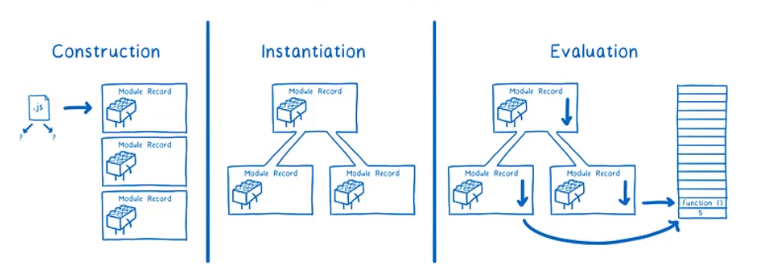 Construction
Instantiation
Evaluation
.js
?
?
Module Record
Module Record
Module Record
Module Record
Module Record
Module Record
Module Record
Module Record
Module Record
function ()
5